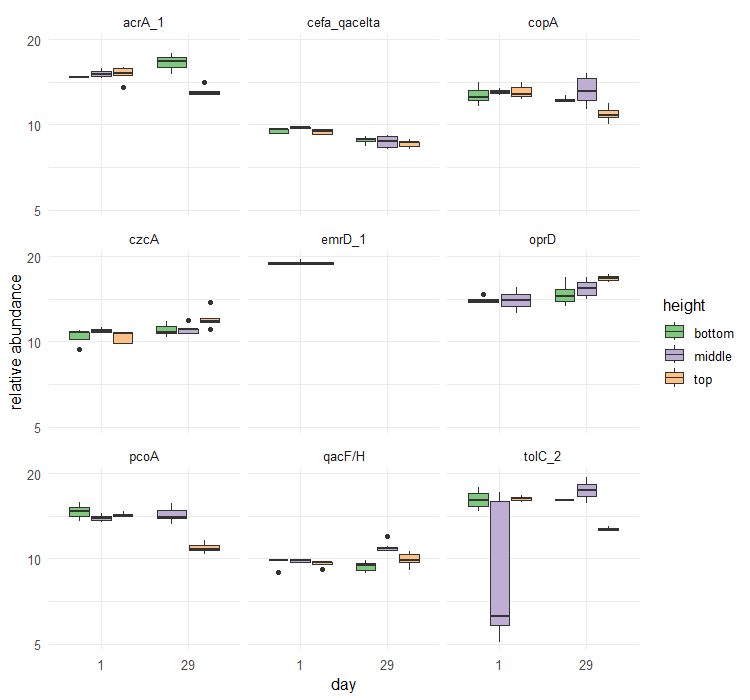 acrA_1 cefa_qacelta copA
20
10
5
czcA emrD_1 oprD
20
10
5
pcoA qacF/H tolC_2
20
10
5
1 29 1 29 1 29
day
relative abundance
height
bottom
middle
top